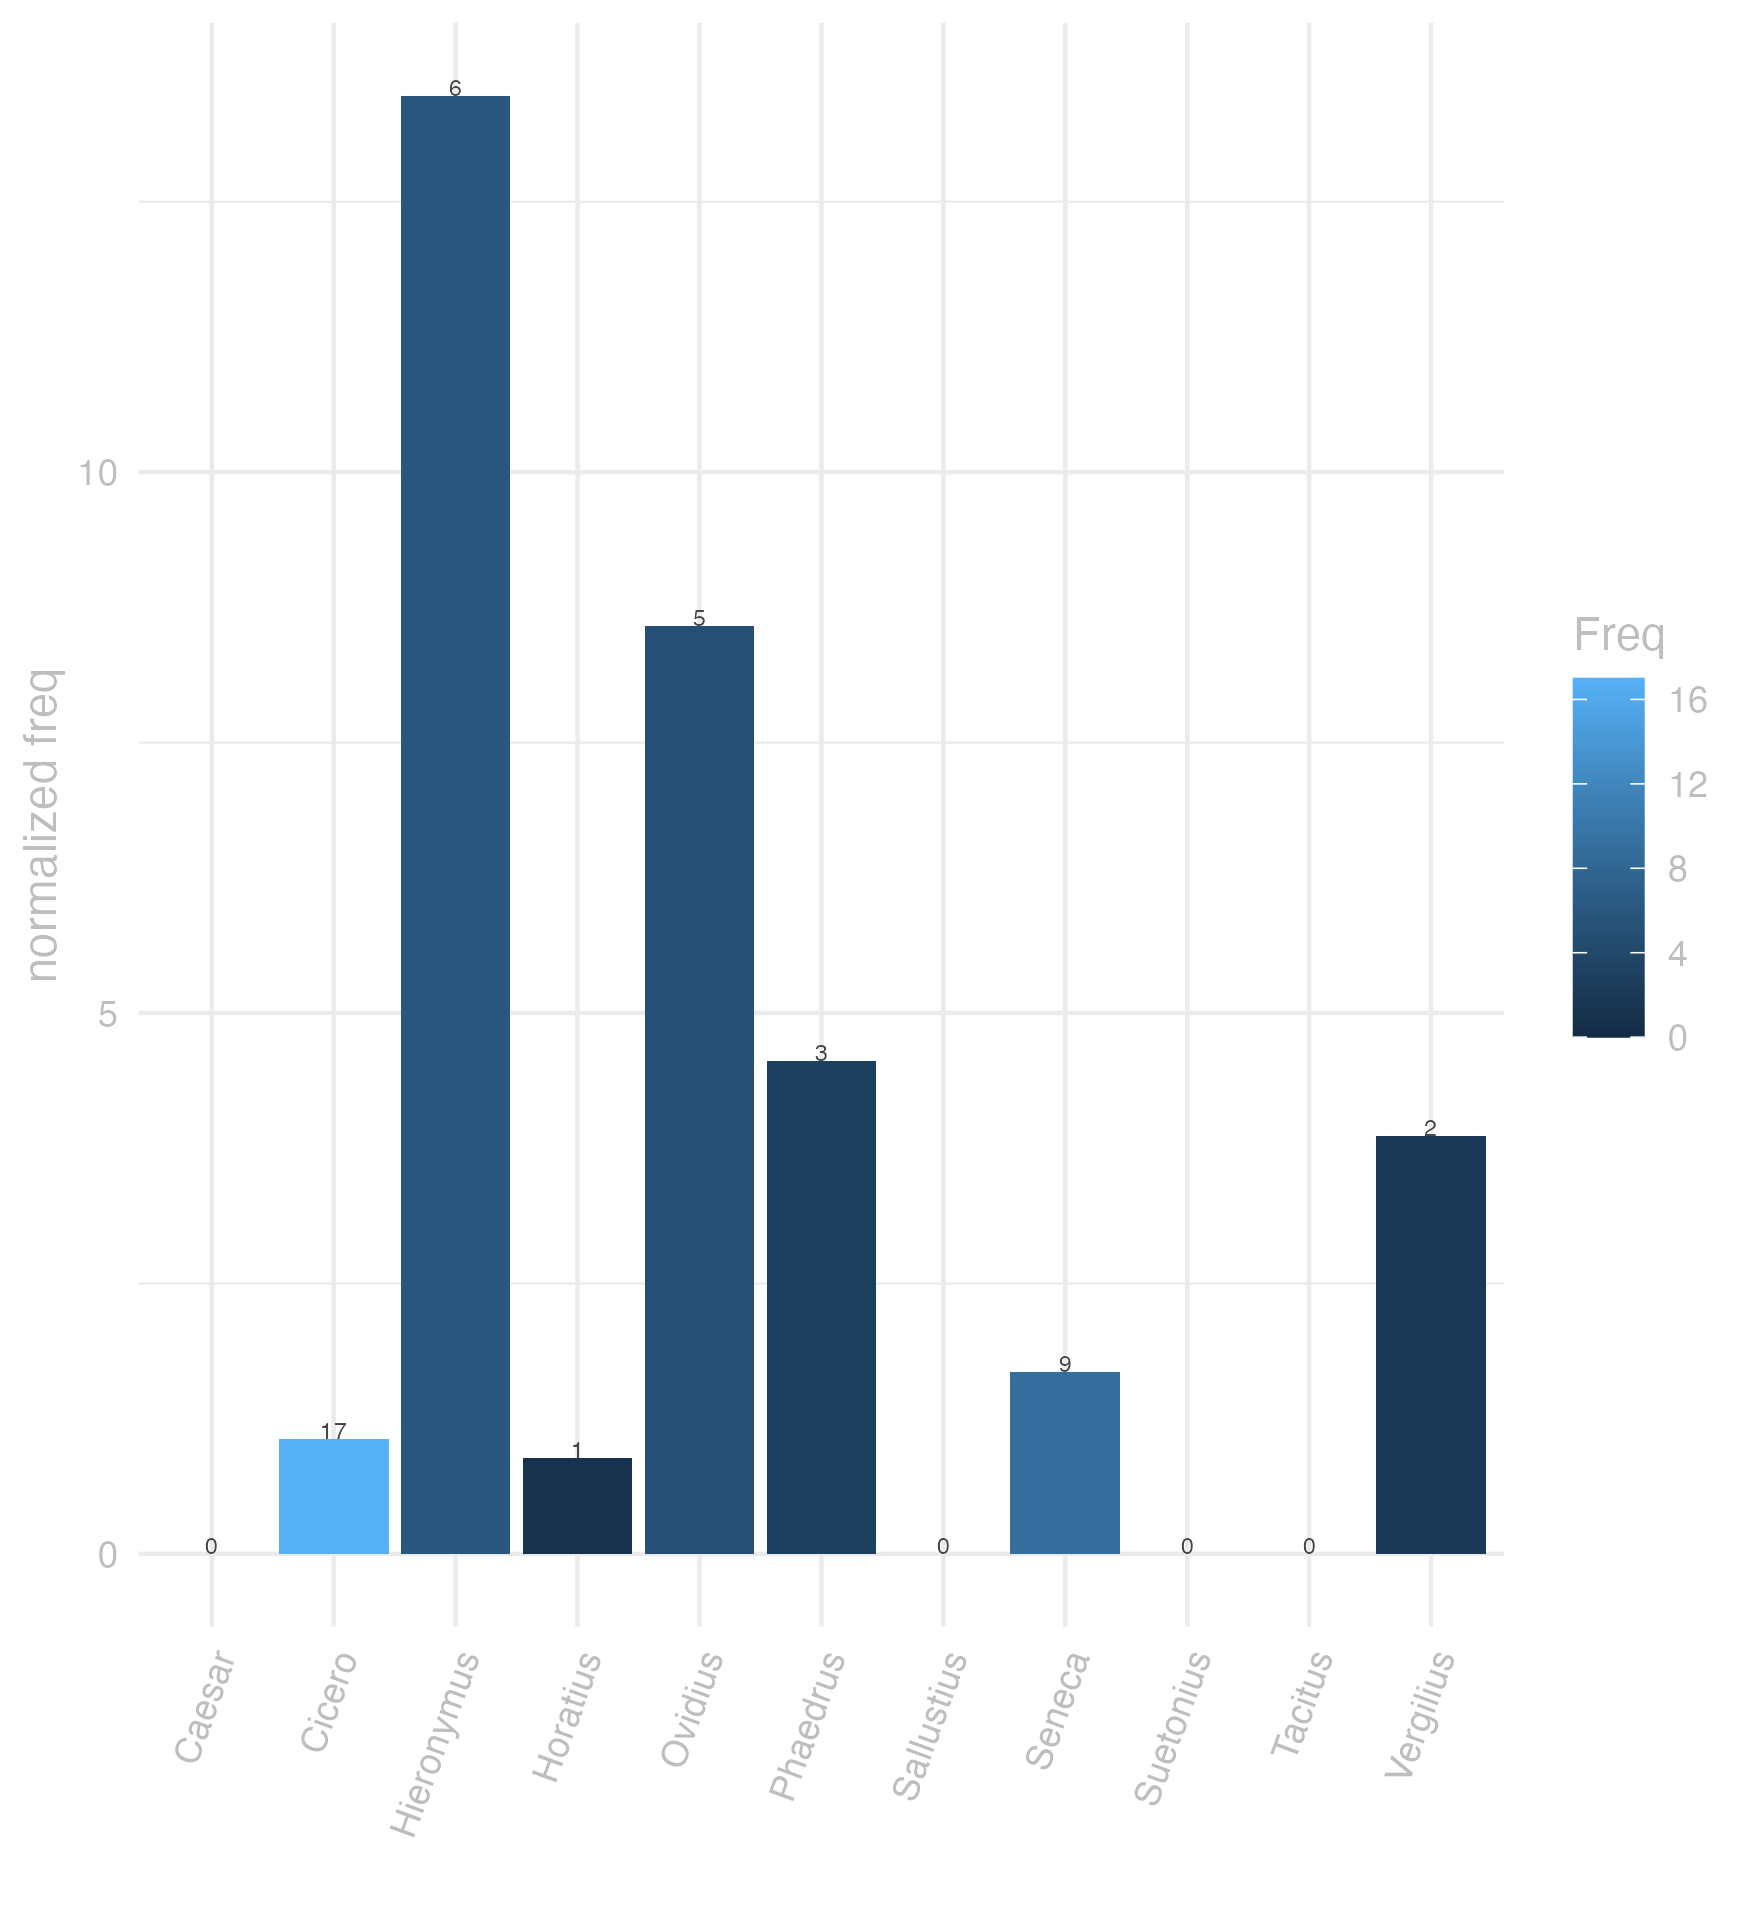 6
10
5
3
5
2
9
17
1
0
0
0
0
0
normalized freq
Caesar
Cicero
Hieronymus
Horatius
Ovidius
Phaedrus
Sallustius
Seneca
Suetonius
Tacitus
Vergilius
Freq
16
12
8
4
0